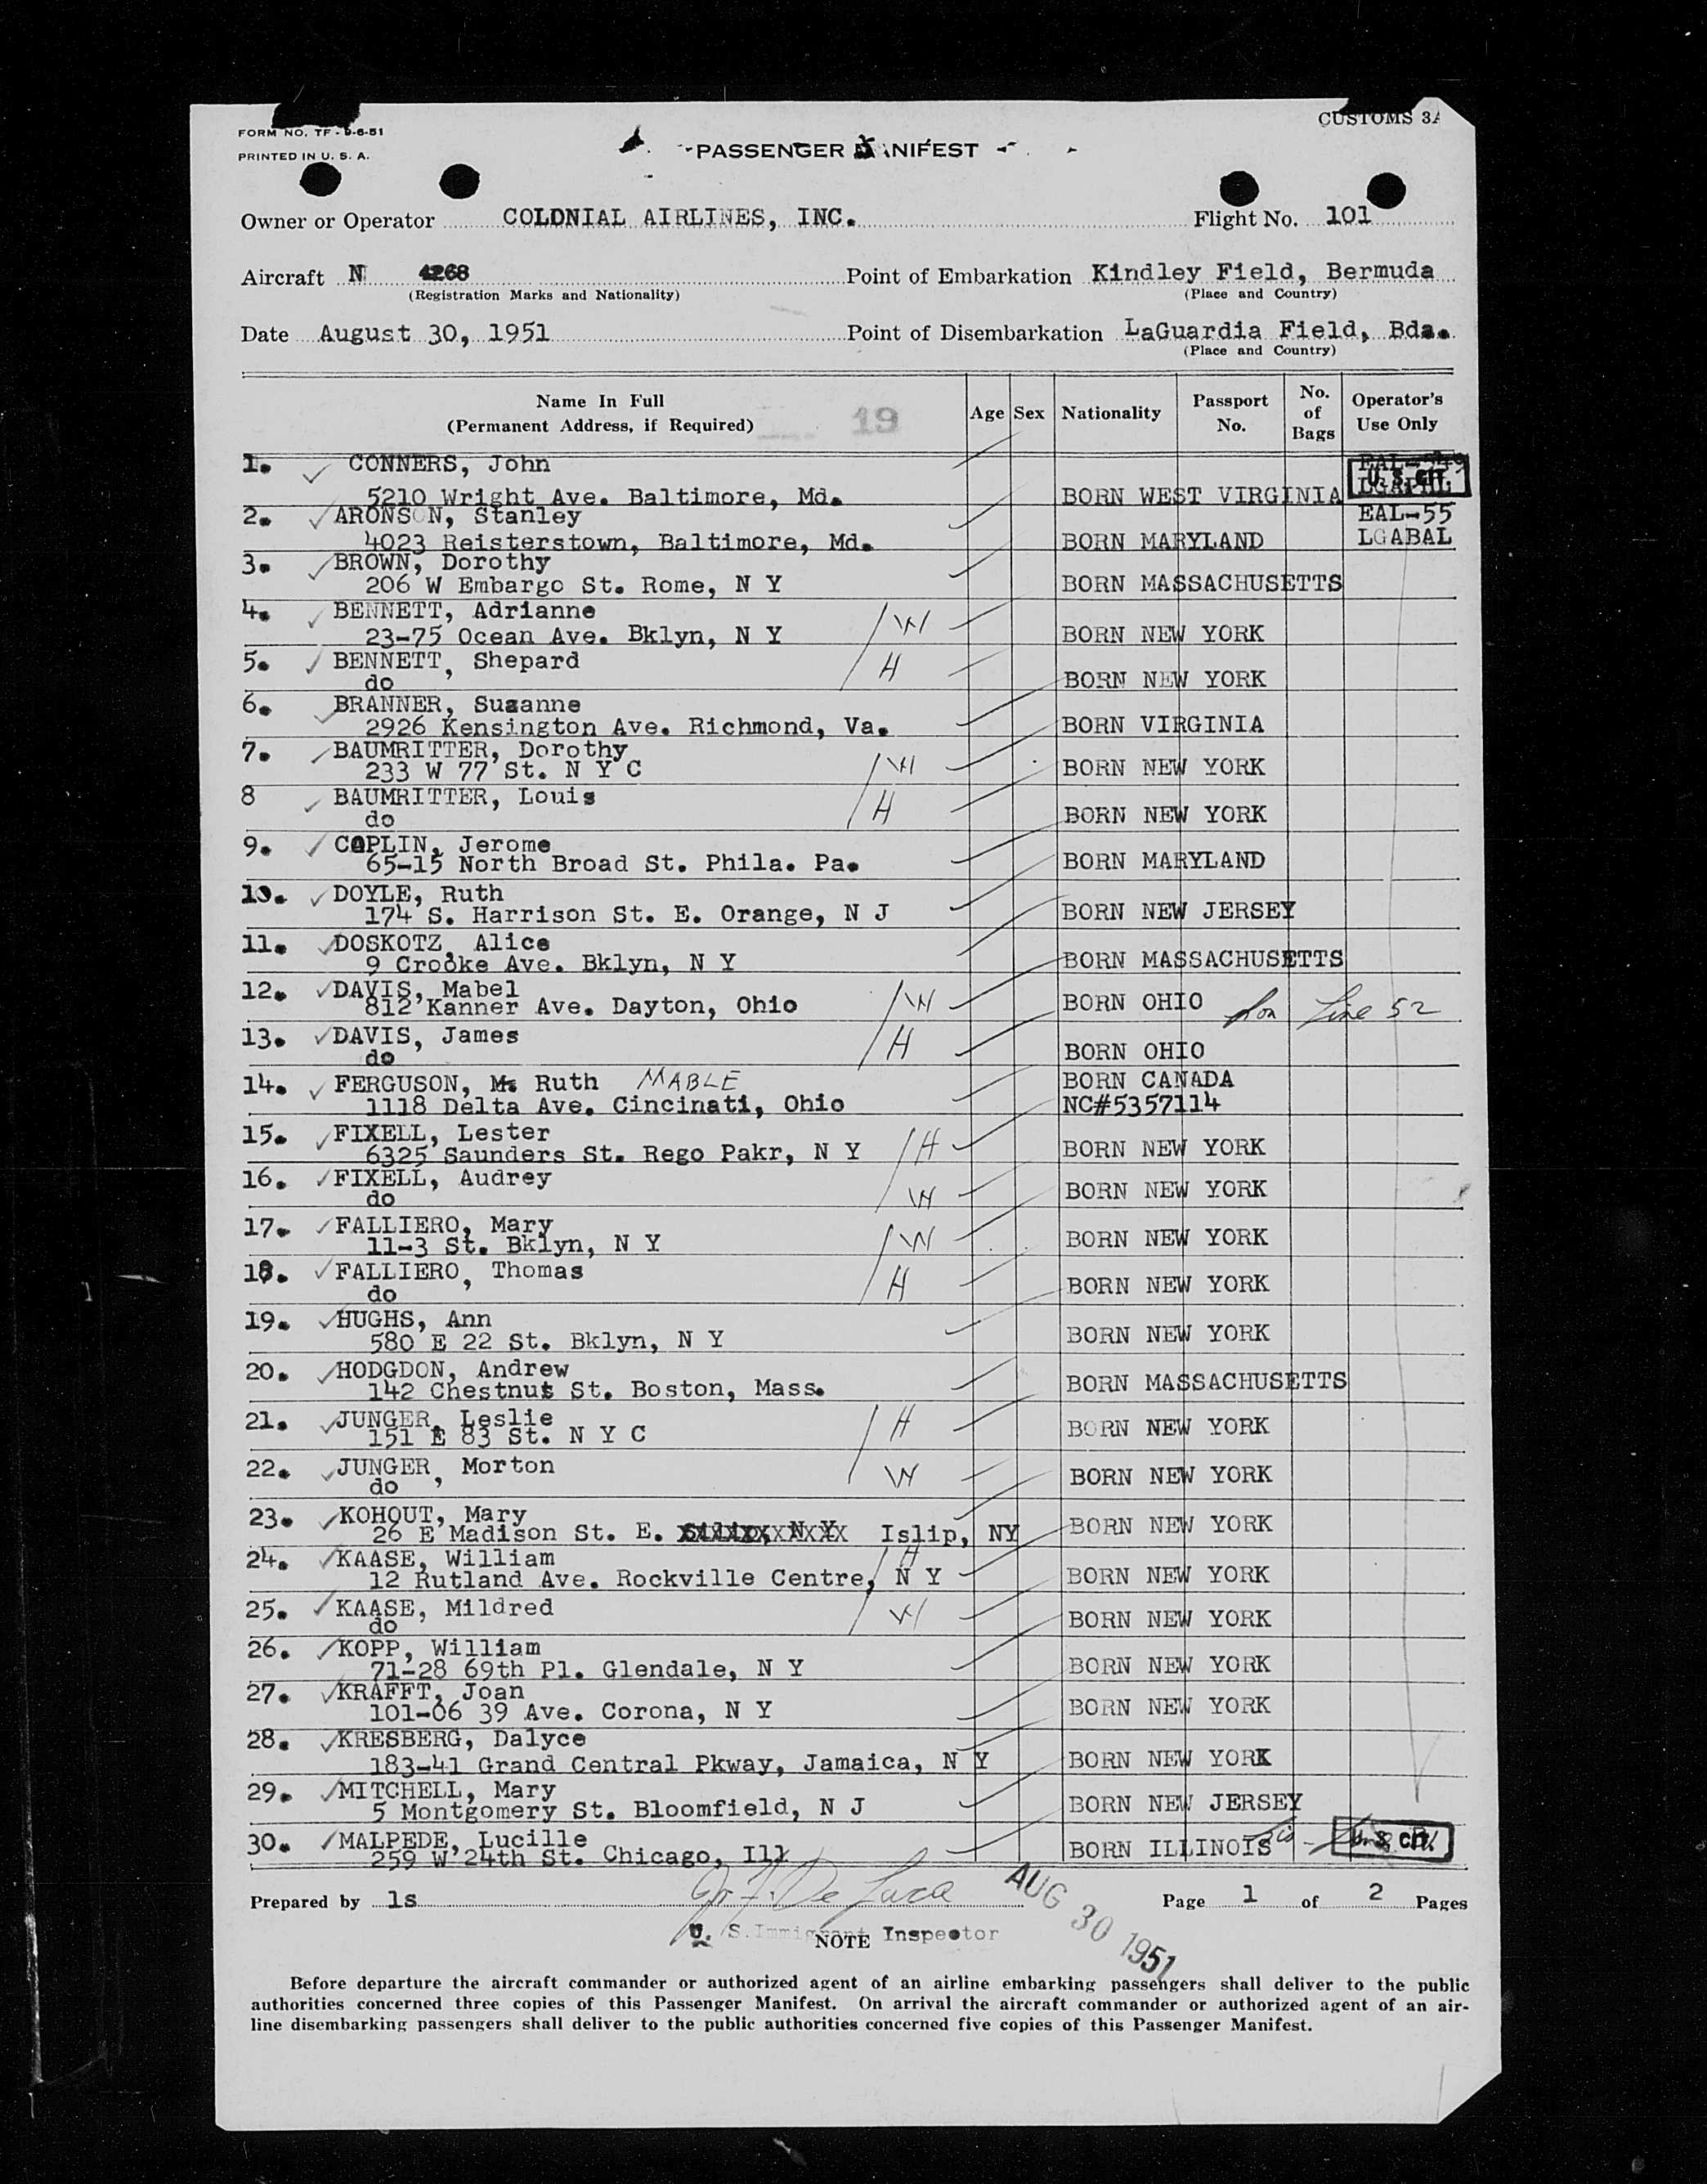 FORM NO. TF - 9-6-51
CUSTOMS 3A
PRINTED IN U. S. A.
PASSENGER MANIFEST
Owner or Operator COLONIAL AIRLINES, INC. Flight No. 101
Aircraft N 4268 Point of Embarkation Kindley Field, Bermuda
(Registration Marks and Nationality) (Place and Country)
Date August 30, 1951 Point of Disembarkation LaGuardia Field, Bda.
(Place and Country)
Name In Full
(Permanent Address, if Required)
19
Age Sex Nationality Passport No. No. of Bags Operator's Use Only
1. CONNERS, John
5210 Wright Ave. Baltimore, Md. BORN WEST VIRGINIA U. S. CIT.
2. ARONSON, Stanley EAL-55
4023 Reisterstown, Baltimore, Md. BORN MARYLAND LGABAL
3. BROWN, Dorothy
206 W Embargo St. Rome, N Y BORN MASSACHUSETTS
4. BENNETT, Adrianne W
23-75 Ocean Ave. Bklyn, N Y BORN NEW YORK
5. BENNETT, Shepard H
do BORN NEW YORK
6. BRANNER, Suzanne
2926 Kensington Ave. Richmond, Va. BORN VIRGINIA
7. BAUMRITTER, Dorothy
233 W 77 St. N Y C W BORN NEW YORK
8 BAUMRITTER, Louis H
do BORN NEW YORK
9. COPLIN, Jerome
65-15 North Broad St. Phila. Pa. BORN MARYLAND
10. DOYLE, Ruth
174 S. Harrison St. E. Orange, N J BORN NEW JERSEY
11. DOSKOTZ, Alice
9 Crooke Ave. Bklyn, N Y BORN MASSACHUSETTS
12. DAVIS, Mabel W
812 Kanner Ave. Dayton, Ohio BORN OHIO Son Line 52
13. DAVIS, James H
do BORN OHIO
14. FERGUSON, Ruth MABLE BORN CANADA
1118 Delta Ave. Cincinati, Ohio NC#5357114
15. FIXELL, Lester H
6325 Saunders St. Rego Pakr, N Y BORN NEW YORK
16. FIXELL, Audrey W
do BORN NEW YORK
17. FALLIERO, Mary W
11-3 St. Bklyn, N Y BORN NEW YORK
18. FALLIERO, Thomas H
do BORN NEW YORK
19. HUGHS, Ann
580 E 22 St. Bklyn, N Y BORN NEW YORK
20. HODGDON, Andrew
142 Chestnut St. Boston, Mass. BORN MASSACHUSETTS
21. JUNGER, Leslie H
151 E 83 St. N Y C BORN NEW YORK
22. JUNGER, Morton W
do BORN NEW YORK
23. KOHOUT, Mary
26 E Madison St. E. Islip, NY BORN NEW YORK
24. KAASE, William H
12 Rutland Ave. Rockville Centre, N Y BORN NEW YORK
25. KAASE, Mildred W
do BORN NEW YORK
26. KOPP, William
71-28 69th Pl. Glendale, N Y BORN NEW YORK
27. KRAFFT, Joan
101-06 39 Ave. Corona, N Y BORN NEW YORK
28. KRESBERG, Dalyce
183-41 Grand Central Pkway, Jamaica, N Y BORN NEW YORK
29. MITCHELL, Mary
5 Montgomery St. Bloomfield, N J BORN NEW JERSEY
30. MALPEDE, Lucille
259 W 24th St. Chicago, Ill BORN ILLINOIS U. S. CIT.
Prepared by ls De Luca Page 1 of 2 Pages
AUG 30 1951
U. S. Immigrant Inspector
NOTE
Before departure the aircraft commander or authorized agent of an airline embarking passengers shall deliver to the public
authorities concerned three copies of this Passenger Manifest. On arrival the aircraft commander or authorized agent of an air-
line disembarking passengers shall deliver to the public authorities concerned five copies of this Passenger Manifest.